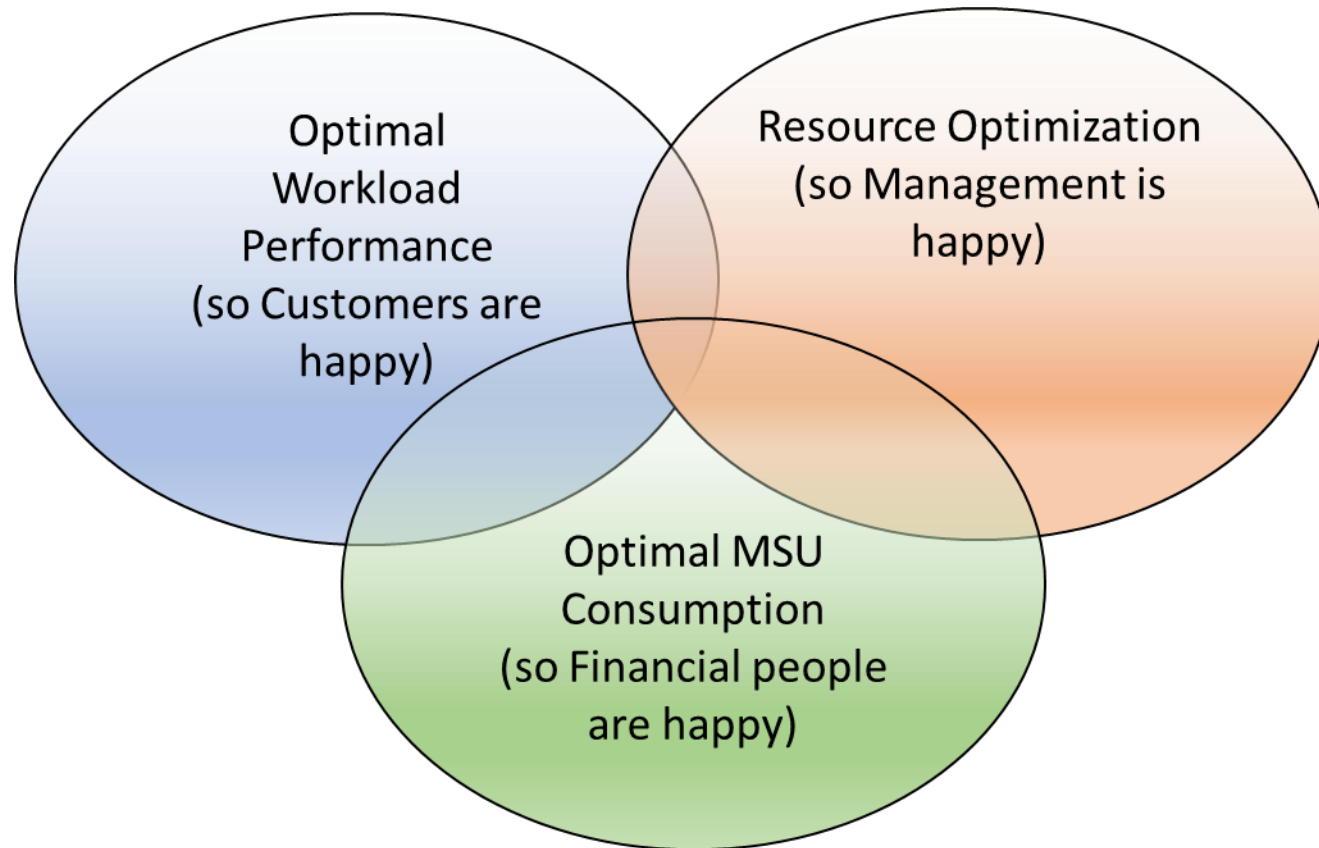 Optimal
Workload
Performance
(so Customers are
happy)
Resource Optimization
(so Management is
happy)
Optimal MSU
Consumption
(so Financial people
are happy)